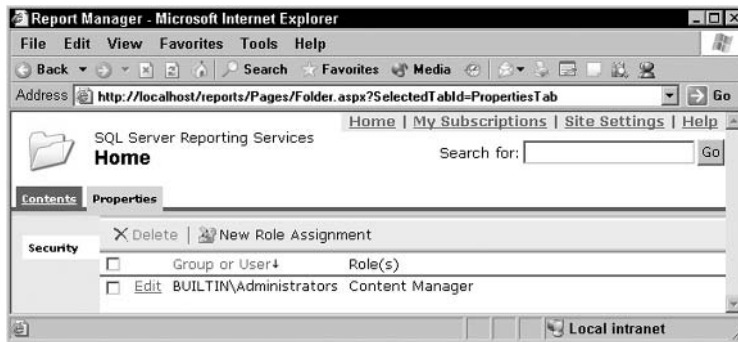 Report Manager - Microsoft Internet Explorer
File Edit View Favorites Tools Help
Back Search Favorites Media
Address http://localhost/reports/Pages/Folder.aspx?SelectedTabId=PropertiesTab Go
Home | My Subscriptions | Site Settings | Help
SQL Server Reporting Services
Home
Search for: Go
Contents Properties
Delete | New Role Assignment
Security
Group or User↓ Role(s)
Edit BUILTIN\Administrators Content Manager
Local intranet